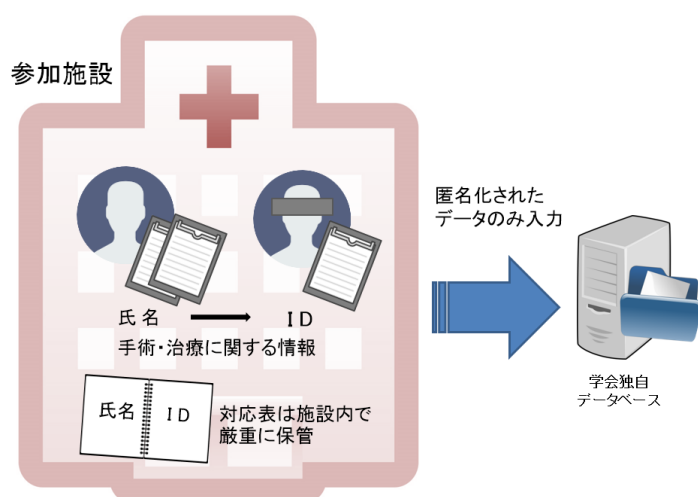 参加施設
匿名化された
データのみ入力
氏名
ID
手術・治療に関する情報
氏名
ID
対応表は施設内で
厳重に保管
学会独自
データベース